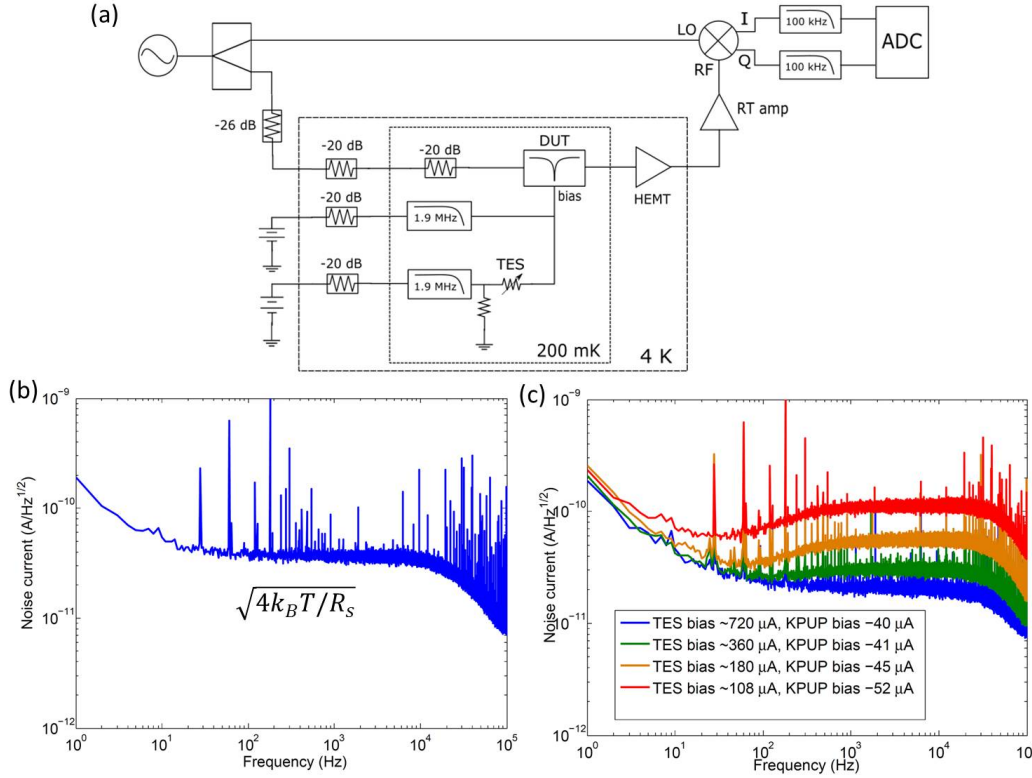 (a)
LO
I
100 kHz
ADC
RF
Q
100 kHz
RT amp
-26 dB
-20 dB
-20 dB
DUT
HEMT
bias
-20 dB
1.9 MHz
-20 dB
1.9 MHz
TES
200 mK
4 K
(b)
10^-9
10^-10
10^-11
10^-12
Noise current (A/Hz^1/2)
√4k_BT/R_S
10^0
10^1
10^2
10^3
10^4
10^5
Frequency (Hz)
(c)
10^-9
10^-10
10^-11
10^-12
Noise current (A/Hz^1/2)
TES bias ~720 μA, KPUP bias −40 μA
TES bias ~360 μA, KPUP bias −41 μA
TES bias ~180 μA, KPUP bias −45 μA
TES bias ~108 μA, KPUP bias −52 μA
10^0
10^1
10^2
10^3
10^4
10
Frequency (Hz)